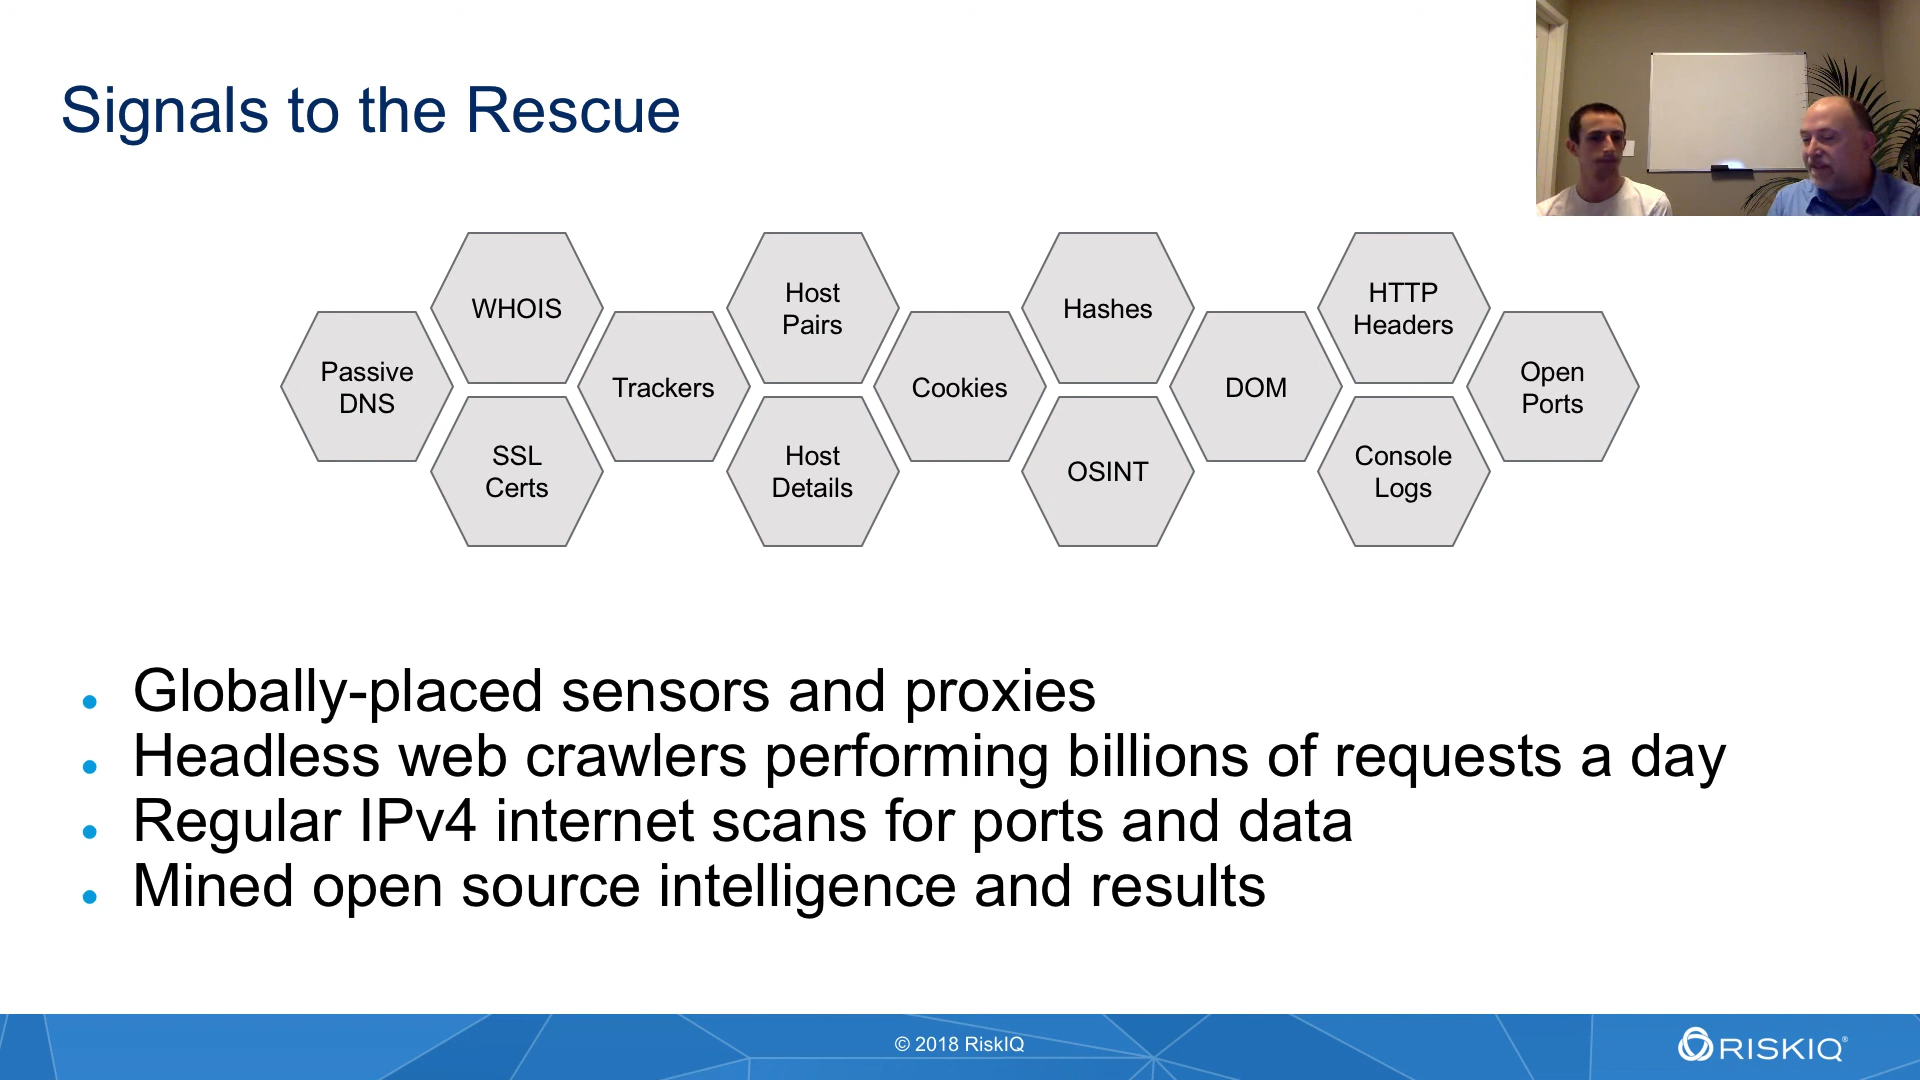 Signals to the Rescue
WHOIS
Host
Pairs
Hashes
HTTP
Headers
Passive
DNS
Trackers
Cookies
DOM
Open
Ports
SSL
Certs
Host
Details
OSINT
Console
Logs
Globally-placed sensors and proxies
Headless web crawlers performing billions of requests a day
Regular IPv4 internet scans for ports and data
Mined open source intelligence and results
© 2018 RiskIQ
RISKIQ®